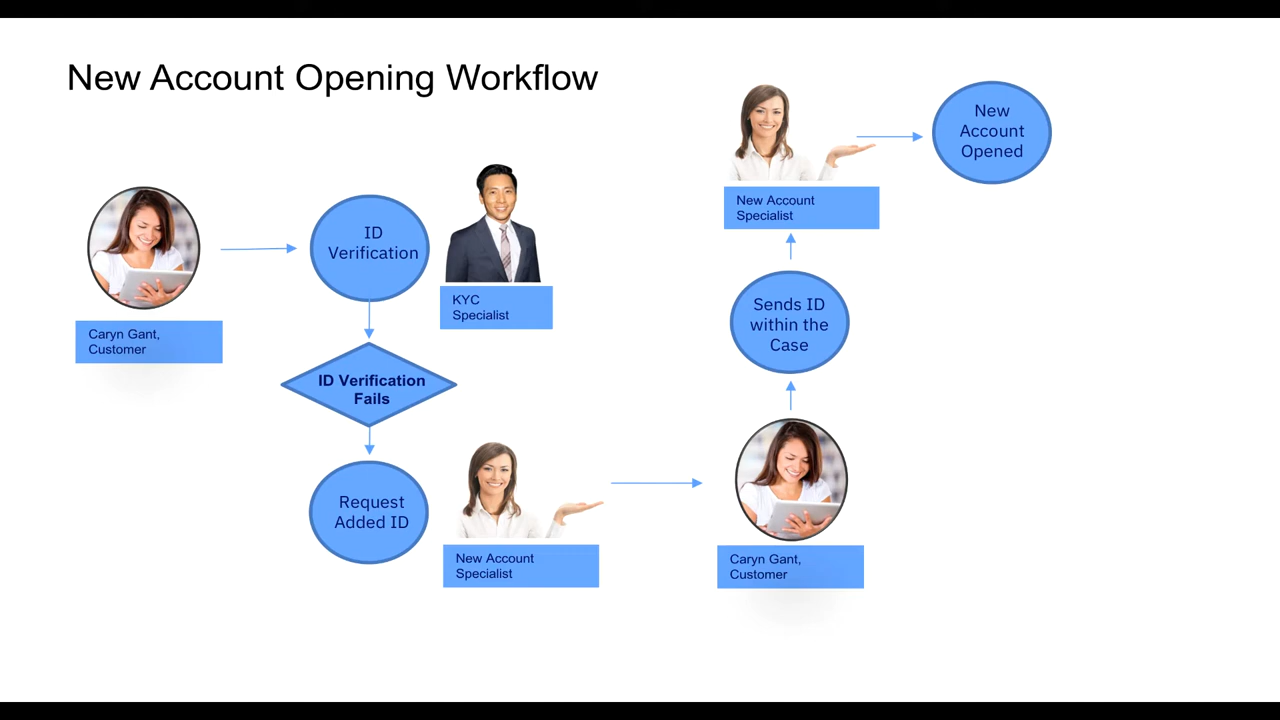 New Account Opening Workflow
Caryn Gant,
Customer
ID
Verification
KYC
Specialist
ID Verification
Fails
Request
Added ID
New Account
Specialist
Caryn Gant,
Customer
Sends ID
within the
Case
New Account
Specialist
New
Account
Opened